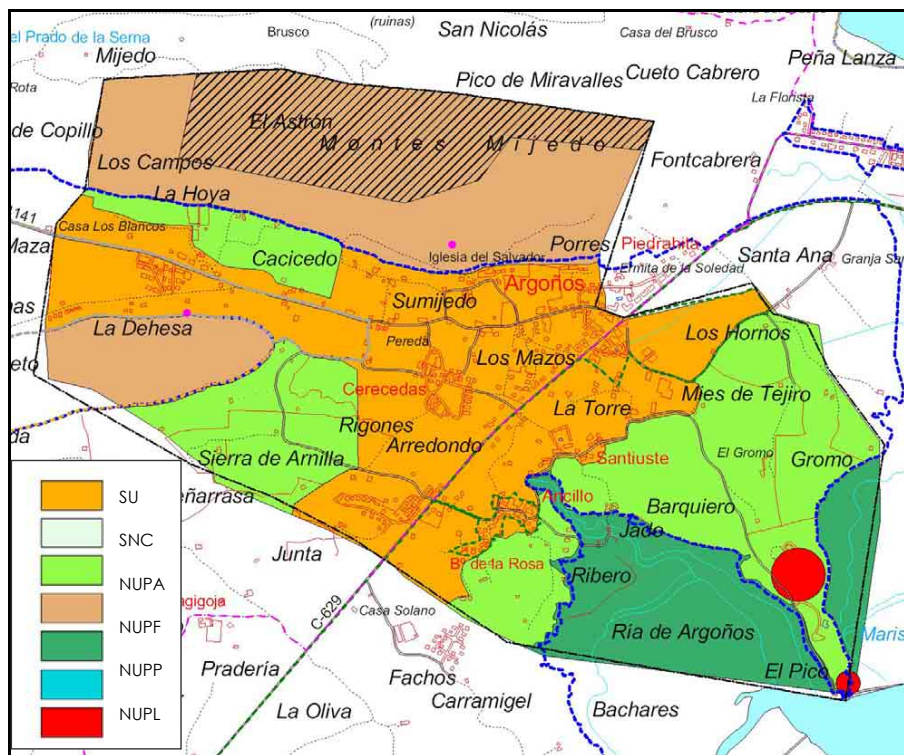 (ruinas)
el Prado de la Serna
Brusco
San Nicolás
Casa del Brusco
Mijedo
Peña Lanza
Rota
Pico de Miravalles
Cueto Cabrero
La Florista
de Copillo
El Astrón
Montes Mijedo
Los Campos
Fontcabrera
La Hoya
1141
Casa Los Blancos
Maza
Cacicedo
Iglesia del Salvador
Porres
Piedrahita
Ermita de la Soledad
Santa Ana
Granja San
Argoños
Sumijedo
nas
La Dehesa
Pereda
Los Mazos
Los Hornos
eto
Cerecedas
Mies de Tejiro
La Torre
Rigones
Arredondo
da
Sierra de Arnilla
Santiuste
El Gromo
Gromo
eñarrasa
Ancillo
Barquiero
Jado
Junta
Bº de la Rosa
Ribero
C-629
Casa Solano
gigoja
Ría de Argoños
Maris
El Pico
Pradería
Fachos
Carramigel
La Oliva
Bachares
SU
SNC
NUPA
NUPF
NUPP
NUPL